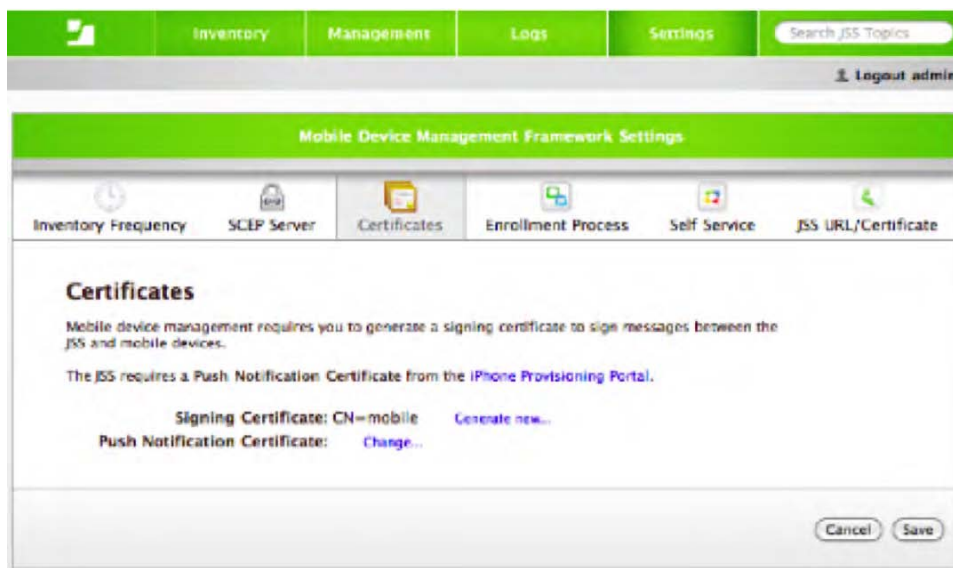 Inventory Management Logs Settings Search JSS Topics
Logout admin
Mobile Device Management Framework Settings
Inventory Frequency SCEP Server Certificates Enrollment Process Self Service JSS URL/Certificate
Certificates
Mobile device management requires you to generate a signing certificate to sign messages between the
JSS and mobile devices.
The JSS requires a Push Notification Certificate from the iPhone Provisioning Portal.
Signing Certificate: CN=mobile Generate new...
Push Notification Certificate: Change...
Cancel Save